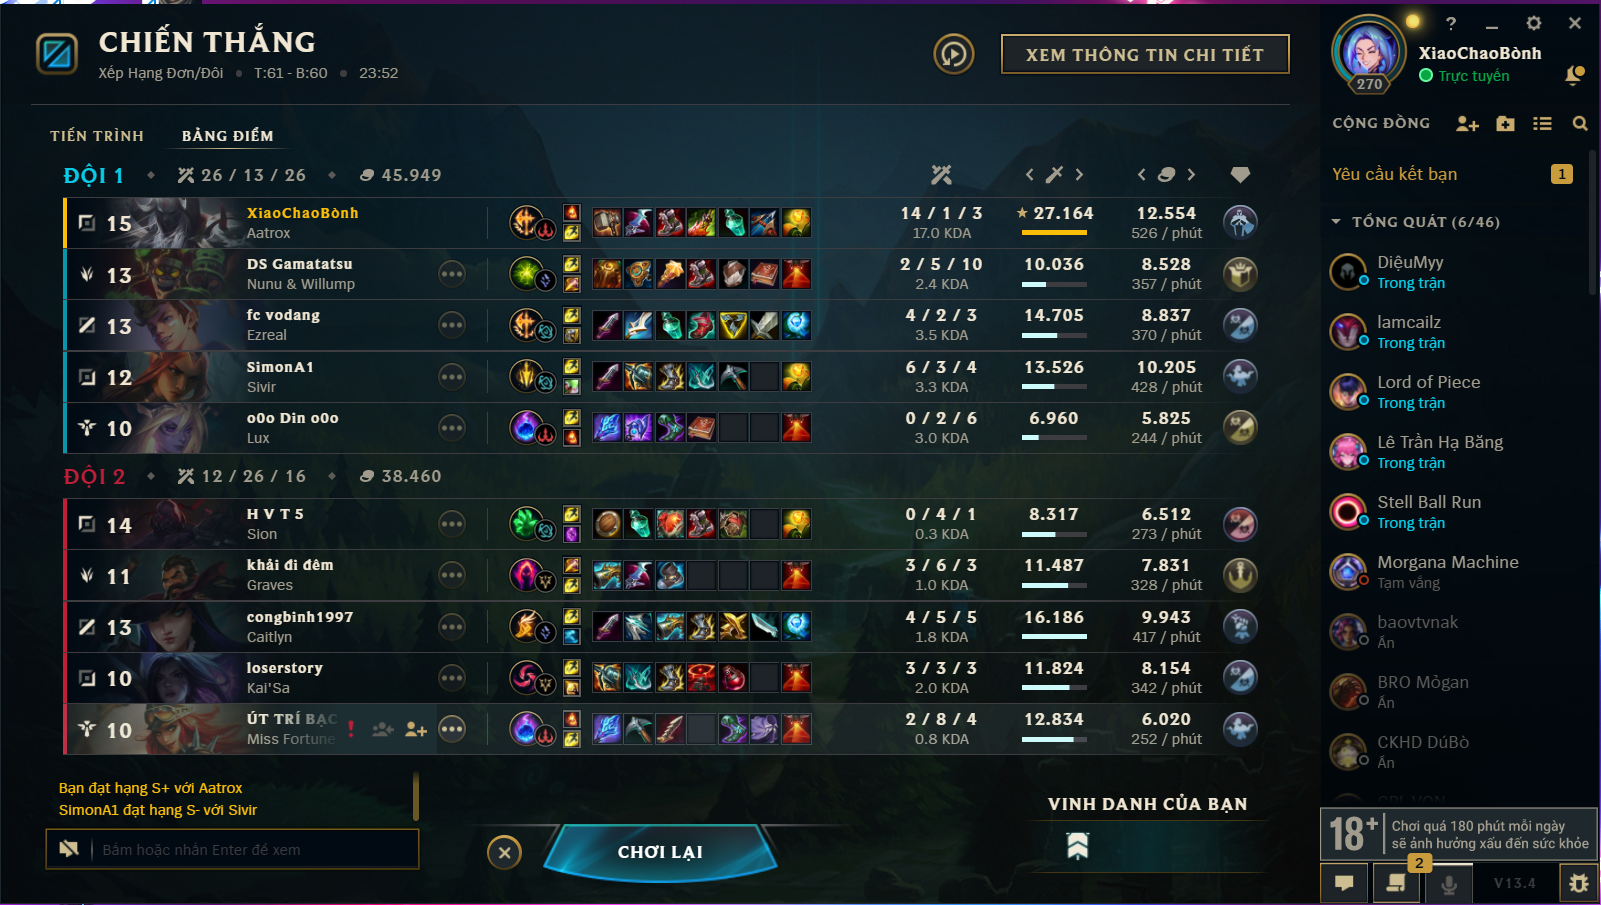 CHIẾN THẮNG
Xếp Hạng Đơn/Đôi • T:61 - B:60 • 23:52
XEM THÔNG TIN CHI TIẾT
TIẾN TRÌNH
BẢNG ĐIỂM
ĐỘI 1 26 / 13 / 26 45.949
15 XiaoChaoBònh 14 / 1 / 3 27.164 12.554
Aatrox 17.0 KDA 526 / phút
13 DS Gamatatsu 2 / 5 / 10 10.036 8.528
Nunu & Willump 2.4 KDA 357 / phút
13 fc vodang 4 / 2 / 3 14.705 8.837
Ezreal 3.5 KDA 370 / phút
12 SimonA1 6 / 3 / 4 13.526 10.205
Sivir 3.3 KDA 428 / phút
10 o0o Din o0o 0 / 2 / 6 6.960 5.825
Lux 3.0 KDA 244 / phút
ĐỘI 2 12 / 26 / 16 38.460
14 H V T 5 0 / 4 / 1 8.317 6.512
Sion 0.3 KDA 273 / phút
11 khải đi đêm 3 / 6 / 3 11.487 7.831
Graves 1.0 KDA 328 / phút
13 congbinh1997 4 / 5 / 5 16.186 9.943
Caitlyn 1.8 KDA 417 / phút
10 loserstory 3 / 3 / 3 11.824 8.154
Kai'Sa 2.0 KDA 342 / phút
10 ÚT TRÍ BẠC 2 / 8 / 4 12.834 6.020
Miss Fortune 0.8 KDA 252 / phút
Bạn đạt hạng S+ với Aatrox
SimonA1 đạt hạng S- với Sivir
Bấm hoặc nhấn Enter để xem
CHƠI LẠI
VINH DANH CỦA BẠN
270
XiaoChaoBònh
Trực tuyến
CỘNG ĐỒNG
Yêu cầu kết bạn 1
TỔNG QUÁT (6/46)
DiệuMyy
Trong trận
lamcailz
Trong trận
Lord of Piece
Trong trận
Lê Trần Hạ Băng
Trong trận
Stell Ball Run
Trong trận
Morgana Machine
Tạm vắng
baovtvnak
Ẩn
BRO Mỏgan
Ẩn
CKHD DúBò
Ẩn
18+ Chơi quá 180 phút mỗi ngày
sẽ ảnh hưởng xấu đến sức khỏe
2
V13.4